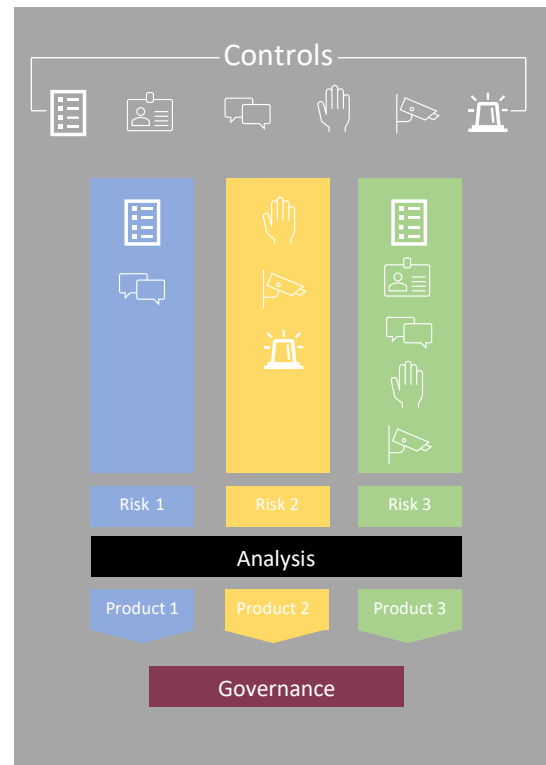 Controls
Risk 1
Risk 2
Risk 3
Analysis
Product 1
Product 2
Product 3
Governance